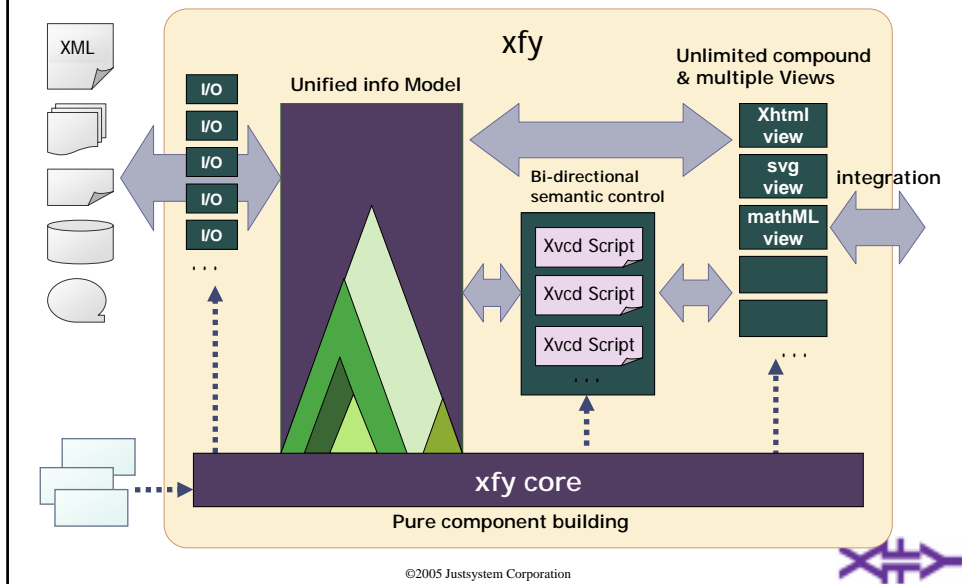 xfy
XML
I/O
I/O
I/O
I/O
I/O
...
Unified info Model
Bi-directional
semantic control
Xvcd Script
Xvcd Script
Xvcd Script
...
Unlimited compound
& multiple Views
Xhtml
view
svg
view
mathML
view
...
integration
xfy core
Pure component building
©2005 Justsystem Corporation